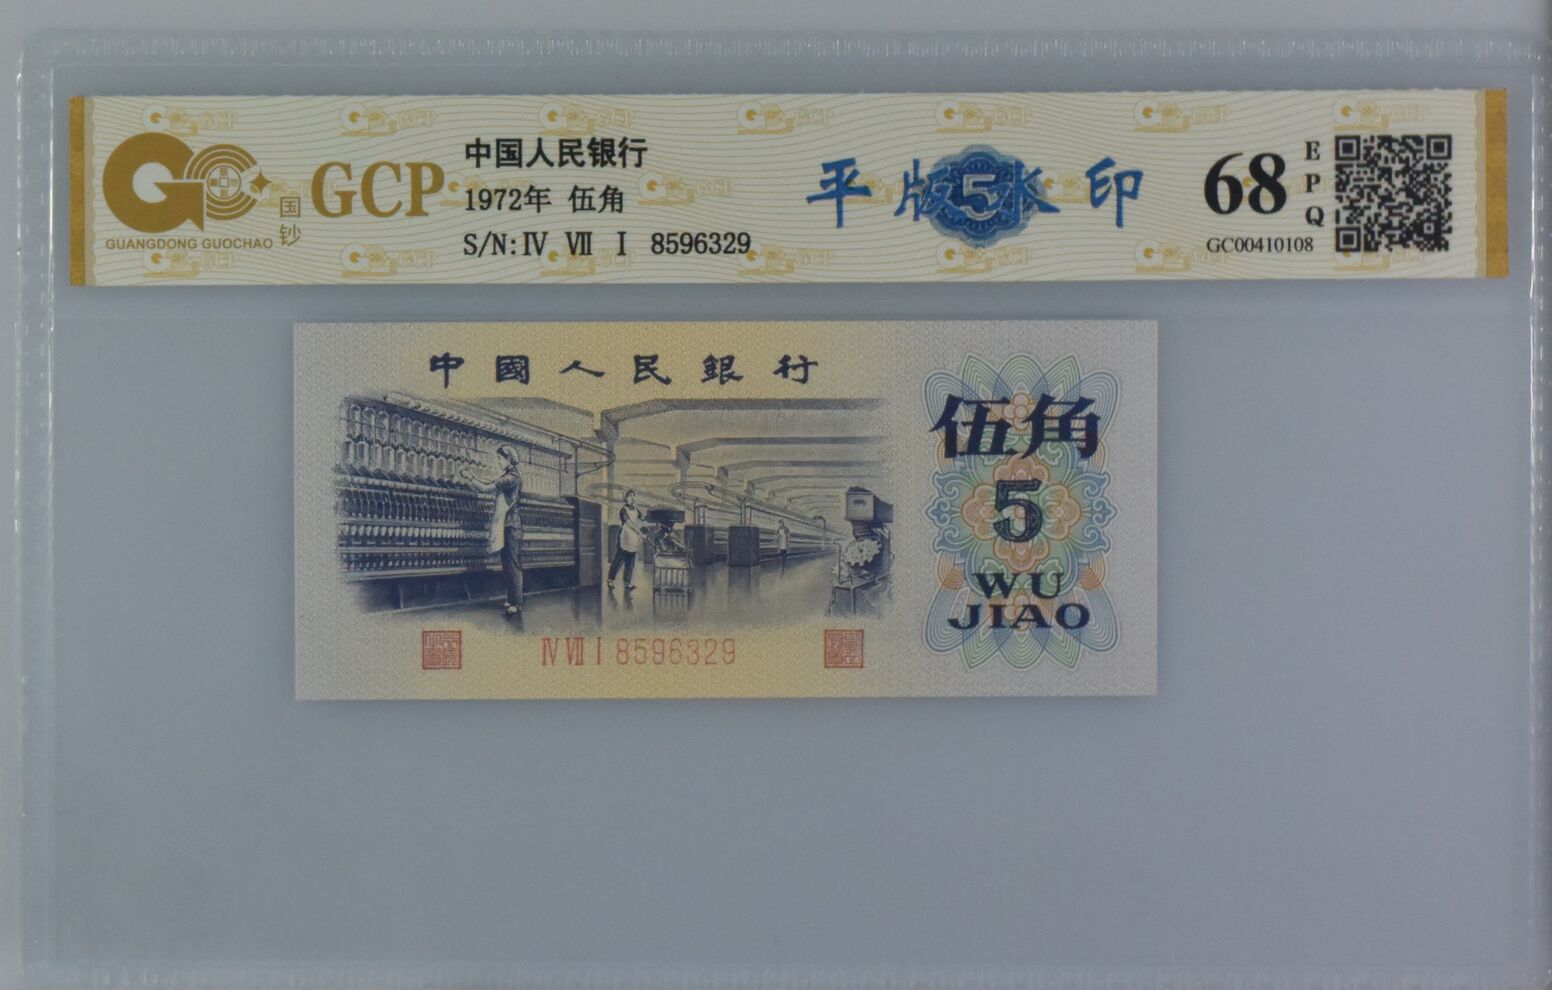 GCP
GUANGDONG GUOCHAO
国
钞
中国人民银行
1972年 伍角
S/N:Ⅳ Ⅶ Ⅰ 8596329
平版水印
5
68
E
P
Q
GC00410108
中國人民銀行
伍角
5
WU
JIAO
Ⅳ Ⅶ Ⅰ 8596329